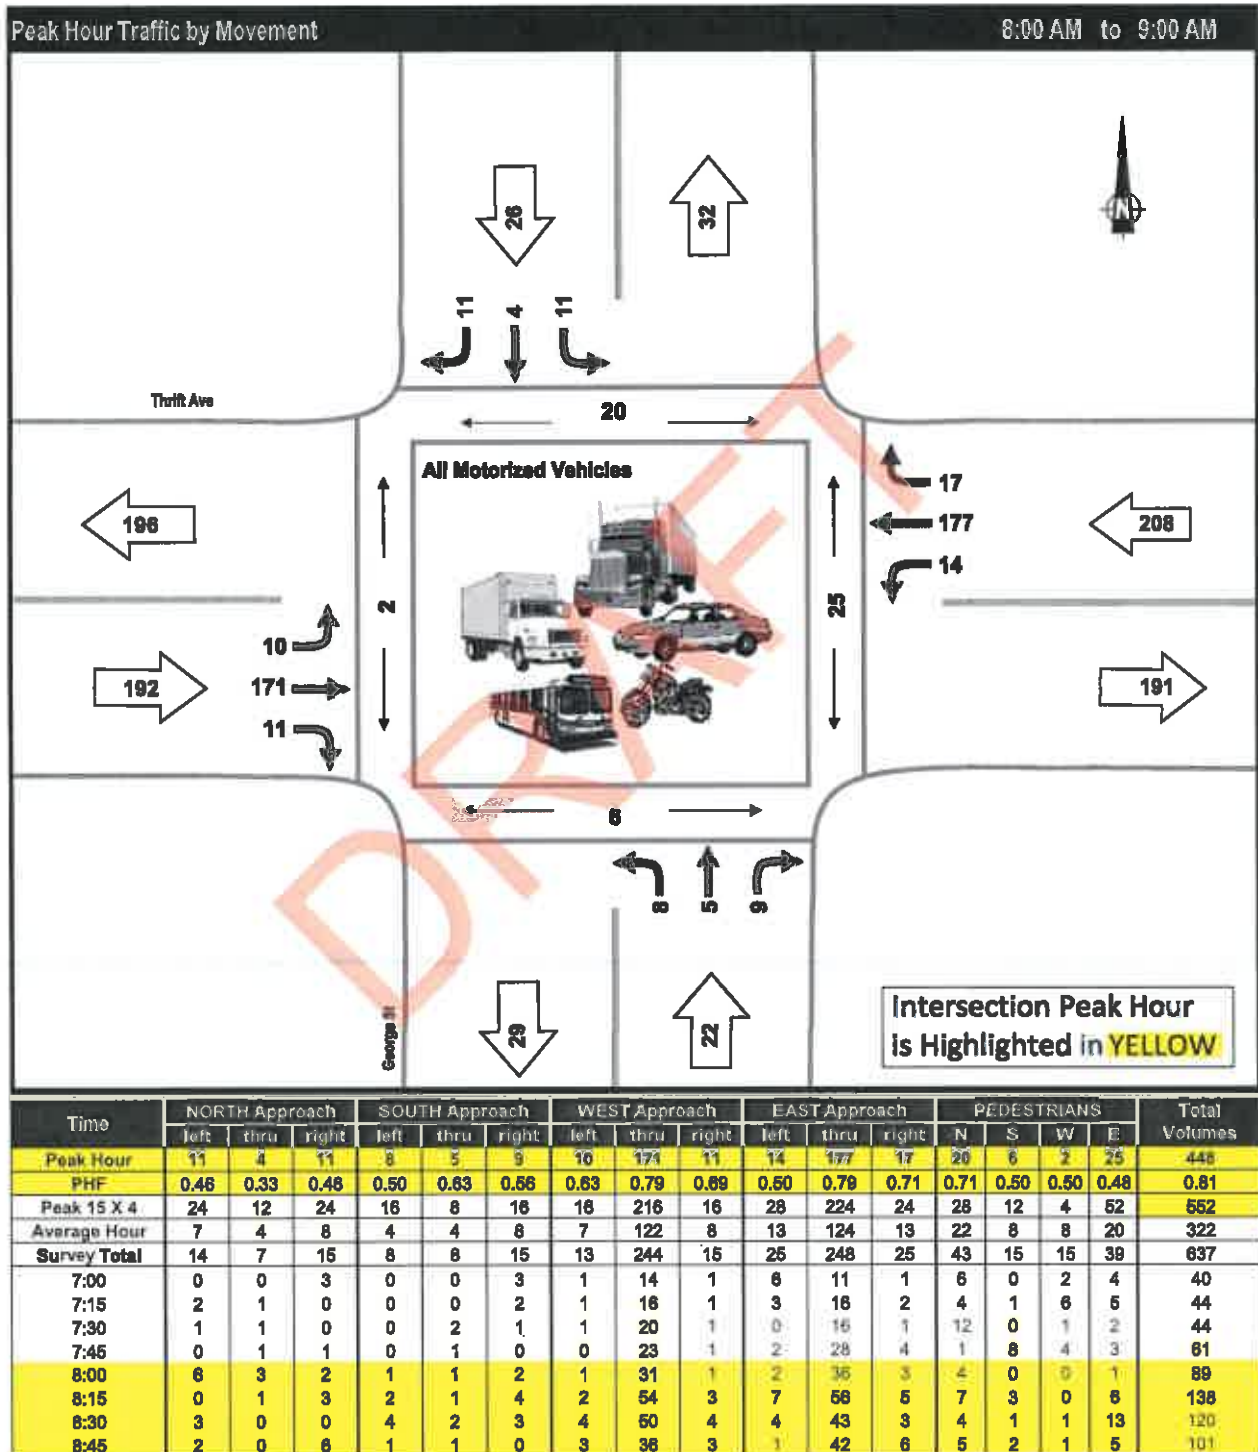 Peak Hour Traffic by Movement 8:00 AM to 9:00 AM
26
32
11 4 11
Thrift Ave
20
All Motorized Vehicles
17
196
177
208
14
2
25
10
192
171
191
11
6
8 5 9
George St
29
22
Intersection Peak Hour
is Highlighted in YELLOW
DRAFT
N
Time NORTH Approach SOUTH Approach WEST Approach EAST Approach PEDESTRIANS Total
left thru right left thru right left thru right left thru right N S W E Volumes
Peak Hour 11 4 11 8 5 9 10 171 11 14 177 17 20 6 2 25 448
PHF 0.46 0.33 0.46 0.50 0.63 0.56 0.63 0.79 0.69 0.50 0.79 0.71 0.71 0.50 0.50 0.48 0.81
Peak 15 X 4 24 12 24 16 8 16 16 216 16 28 224 24 28 12 4 52 552
Average Hour 7 4 8 4 4 8 7 122 8 13 124 13 22 8 8 20 322
Survey Total 14 7 15 8 8 15 13 244 15 25 248 25 43 15 15 39 637
7:00 0 0 3 0 0 3 1 14 1 6 11 1 6 0 2 4 40
7:15 2 1 0 0 0 2 1 16 1 3 16 2 4 1 6 5 44
7:30 1 1 0 0 2 1 1 20 1 0 16 1 12 0 1 2 44
7:45 0 1 1 0 1 0 0 23 1 2 28 4 1 8 4 3 61
8:00 6 3 2 1 1 2 1 31 1 2 36 3 4 0 0 1 89
8:15 0 1 3 2 1 4 2 54 3 7 56 5 7 3 0 6 138
8:30 3 0 0 4 2 3 4 50 4 4 43 3 4 1 1 13 120
8:45 2 0 6 1 1 0 3 36 3 1 42 6 5 2 1 5 101